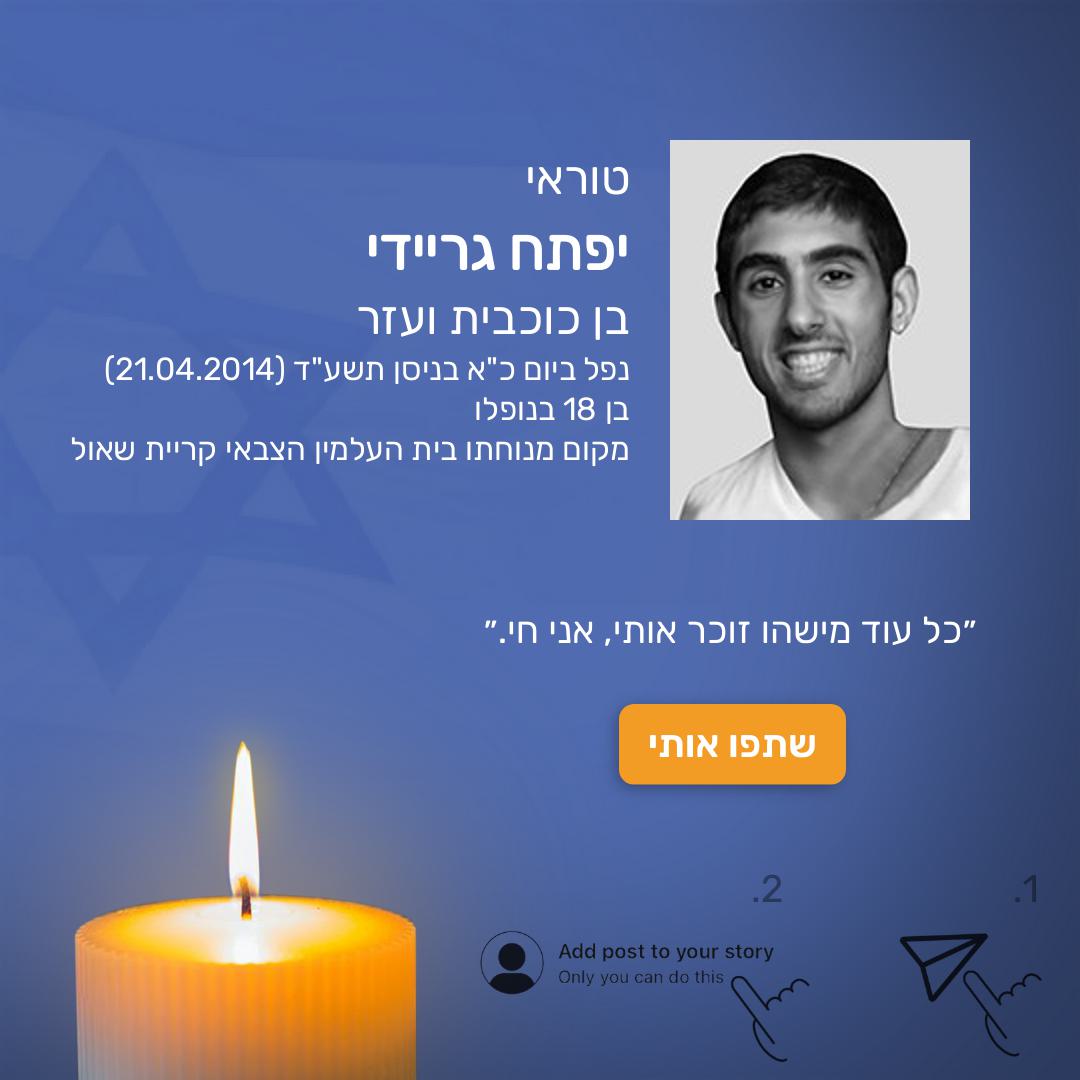 טוראי
יפתח גריידי
בן כוכבית ועזר
נפל ביום כ"א בניסן תשע"ד (21.04.2014)
בן 18 בנופלו
מקום מנוחתו בית העלמין הצבאי קריית שאול
״כל עוד מישהו זוכר אותי, אני חי.״
שתפו אותי
.1
.2
Add post to your story
Only you can do this